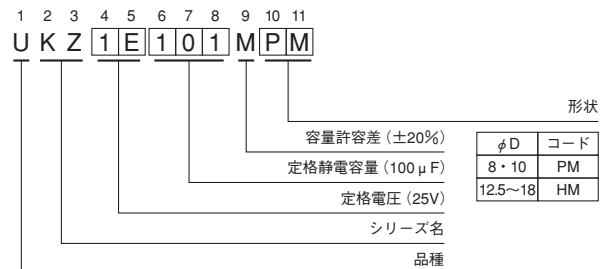 1 2 3 4 5 6 7 8 9 10 11
U K Z 1 E 1 0 1 M P M
形状
容量許容差（±20％）
定格静電容量（100μF）
定格電圧（25V）
シリーズ名
品種
φD コード
8・10 PM
12.5～18 HM